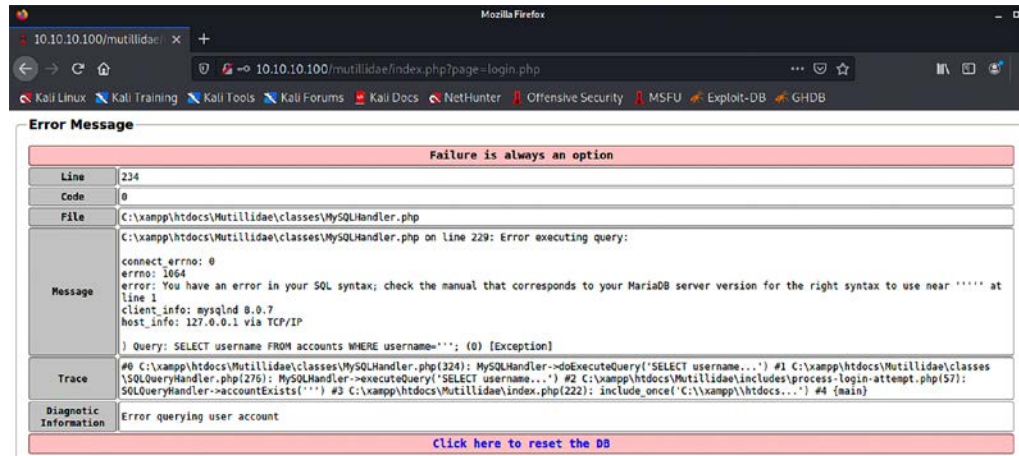 Mozilla Firefox
10.10.10.100/mutillidae/
10.10.10.100/mutillidae/index.php?page=login.php
Kali Linux Kali Training Kali Tools Kali Forums Kali Docs NetHunter Offensive Security MSFU Exploit-DB GHDB
Error Message
Failure is always an option
Line 234
Code 0
File C:\xampp\htdocs\Mutillidae\classes\MySQLHandler.php
C:\xampp\htdocs\Mutillidae\classes\MySQLHandler.php on line 229: Error executing query:
connect_errno: 0
errno: 1064
error: You have an error in your SQL syntax; check the manual that corresponds to your MariaDB server version for the right syntax to use near ''''' at
Message line 1
client_info: mysqlnd 8.0.7
host_info: 127.0.0.1 via TCP/IP
) Query: SELECT username FROM accounts WHERE username='''; (0) [Exception]
#0 C:\xampp\htdocs\Mutillidae\classes\MySQLHandler.php(324): MySQLHandler->doExecuteQuery('SELECT username...') #1 C:\xampp\htdocs\Mutillidae\classes
Trace \SQLQueryHandler.php(276): MySQLHandler->executeQuery('SELECT username...') #2 C:\xampp\htdocs\Mutillidae\includes\process-login-attempt.php(57):
SQLQueryHandler->accountExists(''') #3 C:\xampp\htdocs\Mutillidae\index.php(222): include_once('C:\\xampp\\htdocs...') #4 {main}
Diagnostic Information Error querying user account
Click here to reset the DB